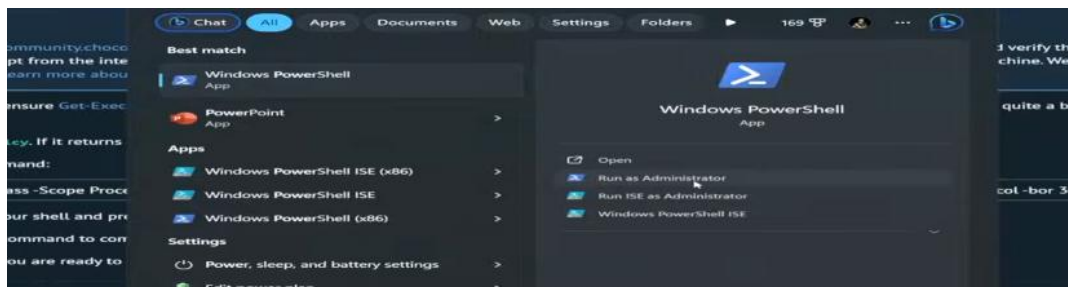 Chat All Apps Documents Web Settings Folders 169
ommunity.choco
pt from the inte
earn more abou
ensure Get-Exec
cy. If it returns
mand:
ass -Scope Proce
our shell and pre
ommand to con
ou are ready to
Best match
Windows PowerShell
App
PowerPoint
App
Apps
Windows PowerShell ISE (x86)
Windows PowerShell ISE
Windows PowerShell (x86)
Settings
Power, sleep, and battery settings
Edit power plan
Windows PowerShell
App
Open
Run as Administrator
Run ISE as Administrator
Windows PowerShell ISE
d verify th
chine. We
quite a b
col -bor 3